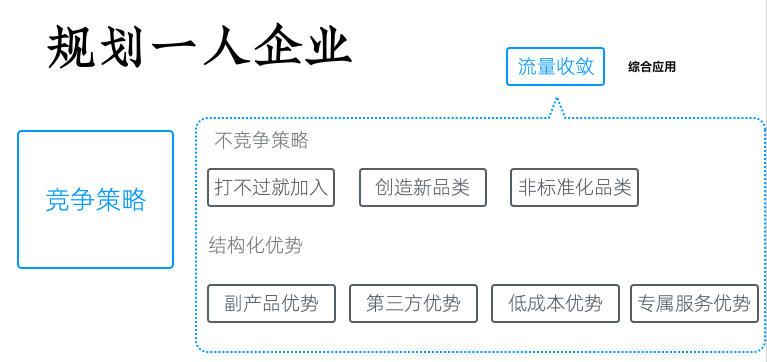 规划一人企业
流量收敛 综合应用
竞争策略
不竞争策略
打不过就加入 创造新品类 非标准化品类
结构化优势
副产品优势 第三方优势 低成本优势 专属服务优势